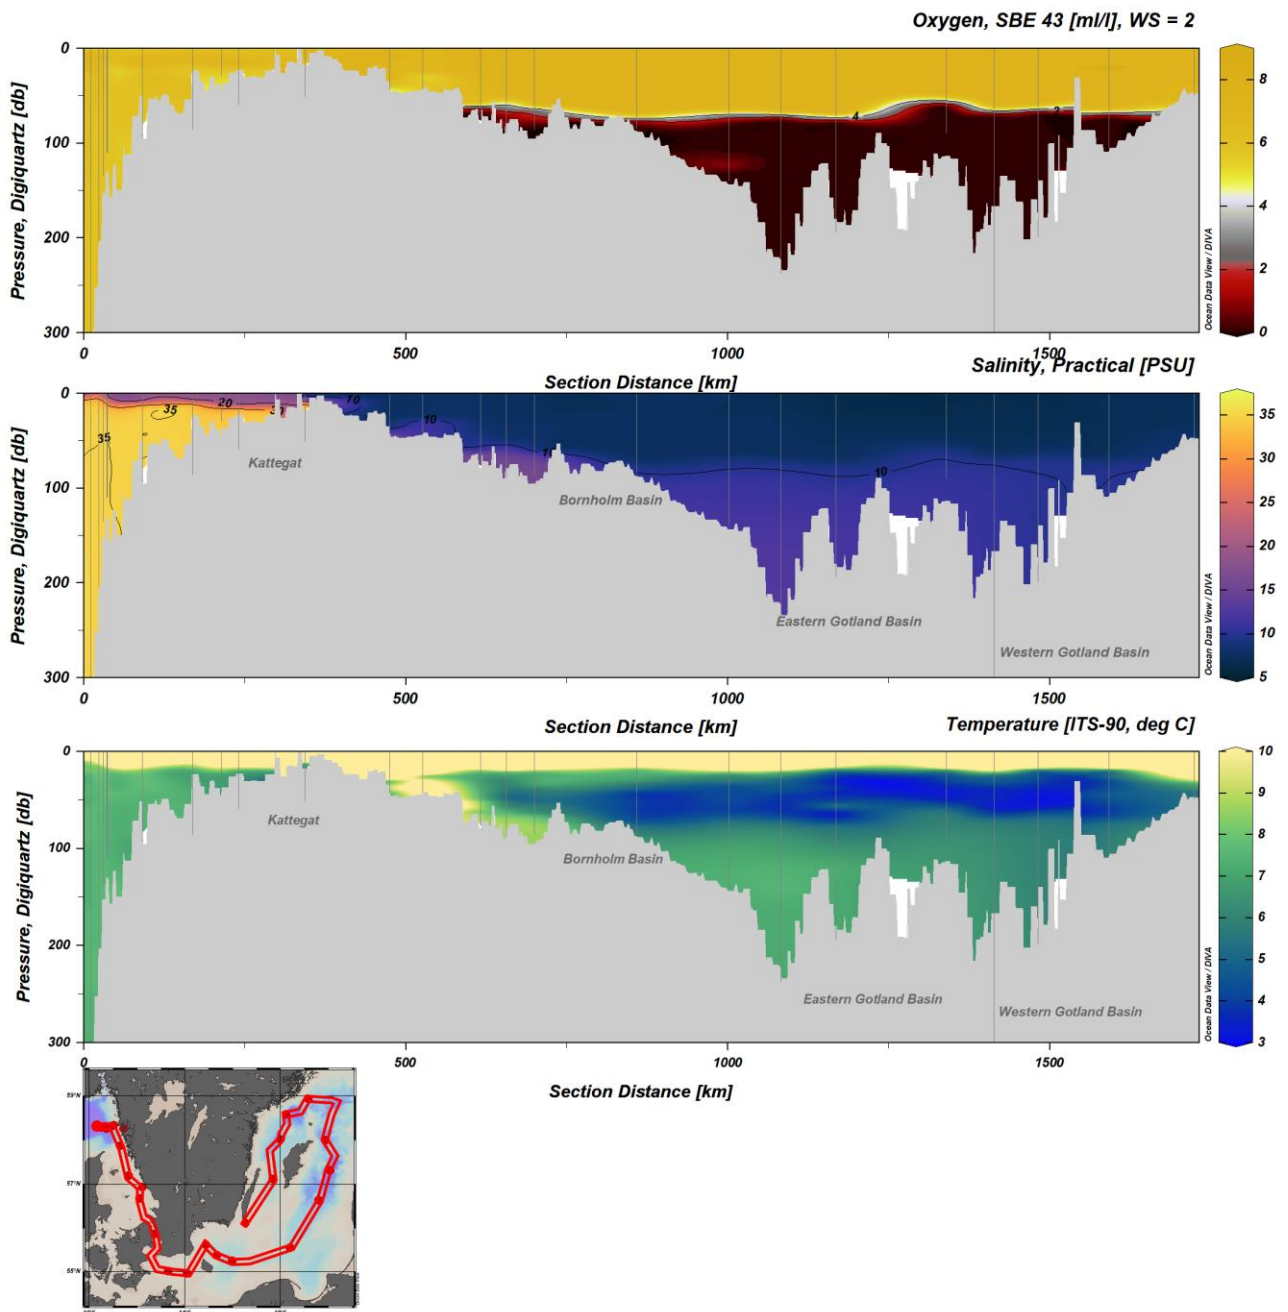 Oxygen, SBE 43 [ml/l], WS = 2
0
100
200
300
Pressure, Digiquartz [db]
4
2
8
6
4
2
0
Ocean Data View / DIVA
0
500
1000
1500
Section Distance [km]
Salinity, Practical [PSU]
0
100
200
300
Pressure, Digiquartz [db]
35
35
20
30
10
10
10
10
Kattegat
Bornholm Basin
Eastern Gotland Basin
Western Gotland Basin
35
30
25
20
15
10
5
Ocean Data View / DIVA
0
500
1000
1500
Section Distance [km]
Temperature [ITS-90, deg C]
0
100
200
300
Pressure, Digiquartz [db]
Kattegat
Bornholm Basin
Eastern Gotland Basin
Western Gotland Basin
10
9
8
7
6
5
4
3
Ocean Data View / DIVA
0
500
1000
1500
Section Distance [km]
59°N
57°N
55°N